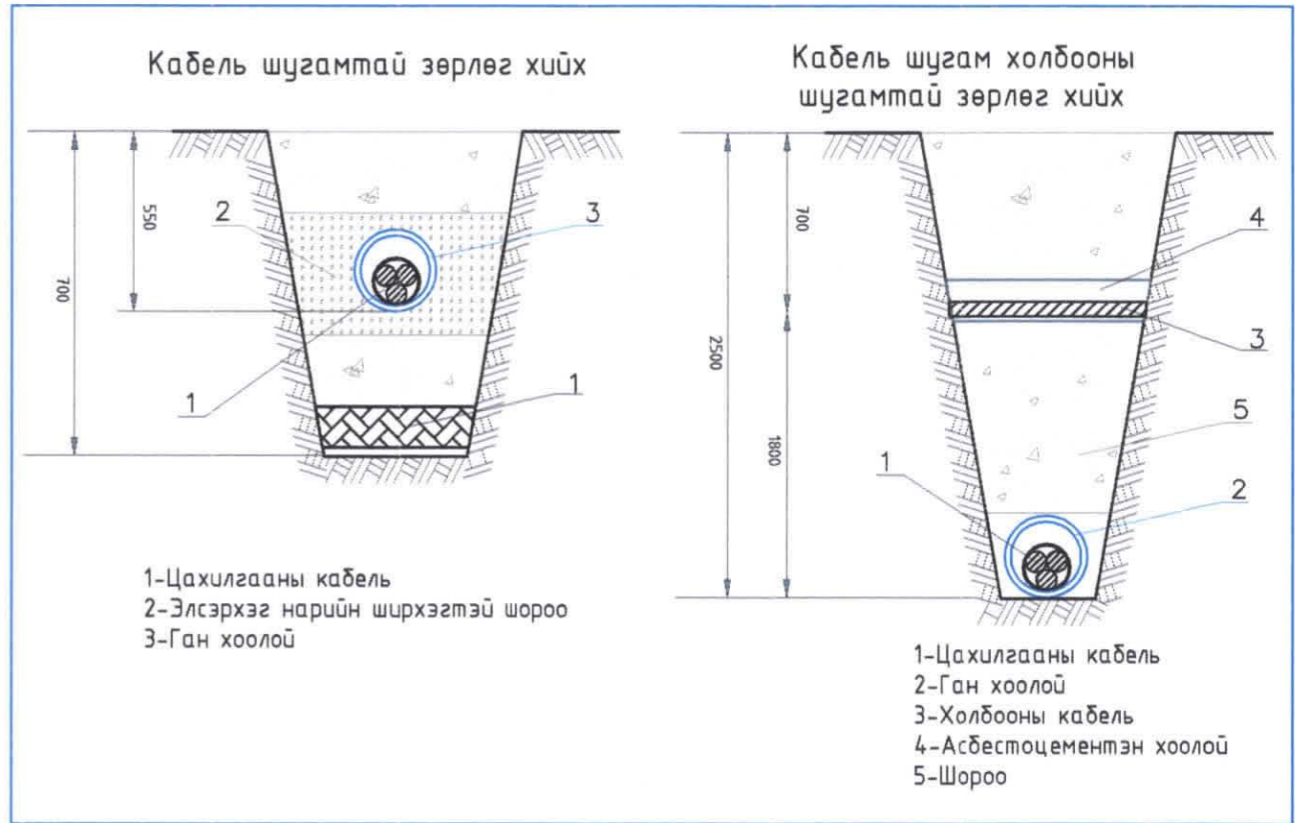 Кабель шугамтай зөрлөг хийх
550
700
2
3
1
1
1-Цахилгааны кабель
2-Элсэрхэг нарийн ширхэгтэй шороо
3-Ган хоолой
Кабель шугам холбооны
шугамтай зөрлөг хийх
700
2500
1800
4
3
5
1
2
1-Цахилгааны кабель
2-Ган хоолой
3-Холбооны кабель
4-Асбестоцементэн хоолой
5-Шороо